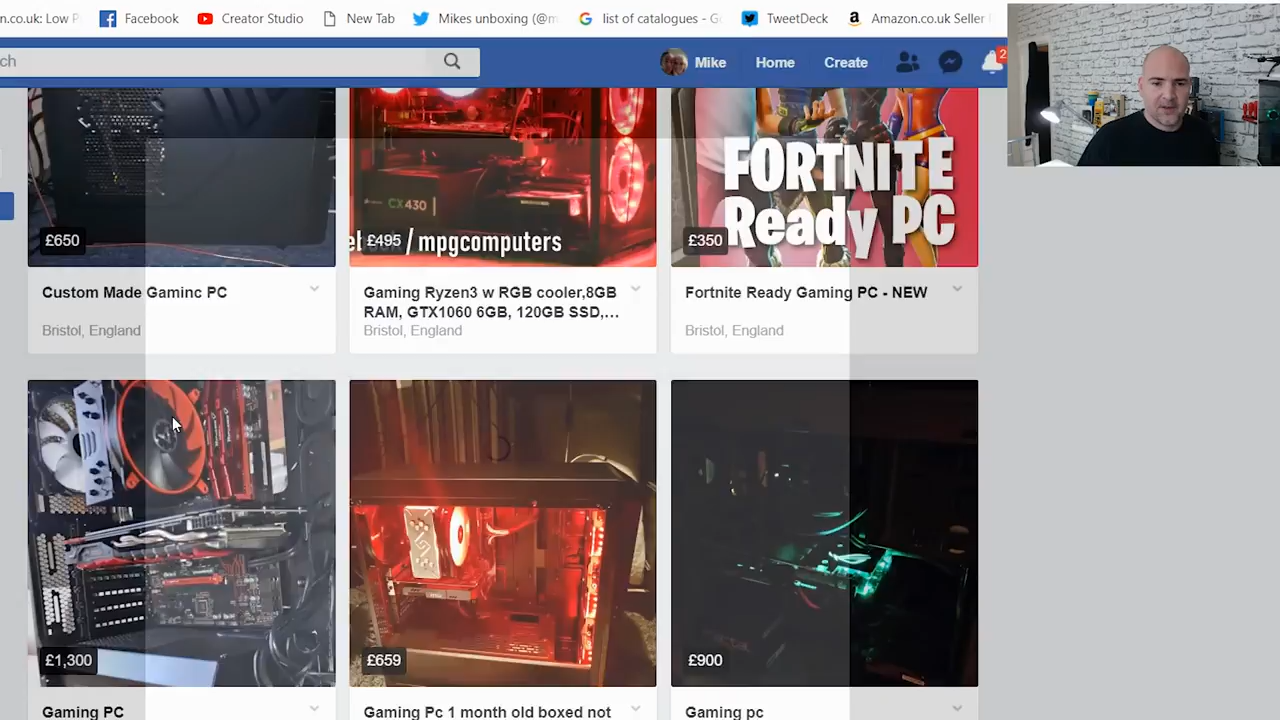 n.co.uk: Low P
Facebook
Creator Studio
New Tab
Mikes unboxing (@m
list of catalogues - G
TweetDeck
Amazon.co.uk Seller
ch
Mike
Home
Create
2
£650
CX430
£495
/ mpgcomputers
FORTNITE
Ready PC
£350
Custom Made Gaminc PC
Bristol, England
Gaming Ryzen3 w RGB cooler,8GB
RAM, GTX1060 6GB, 120GB SSD,...
Bristol, England
Fortnite Ready Gaming PC - NEW
Bristol, England
£1,300
£659
£900
Gaming PC
Gaming Pc 1 month old boxed not
Gaming pc